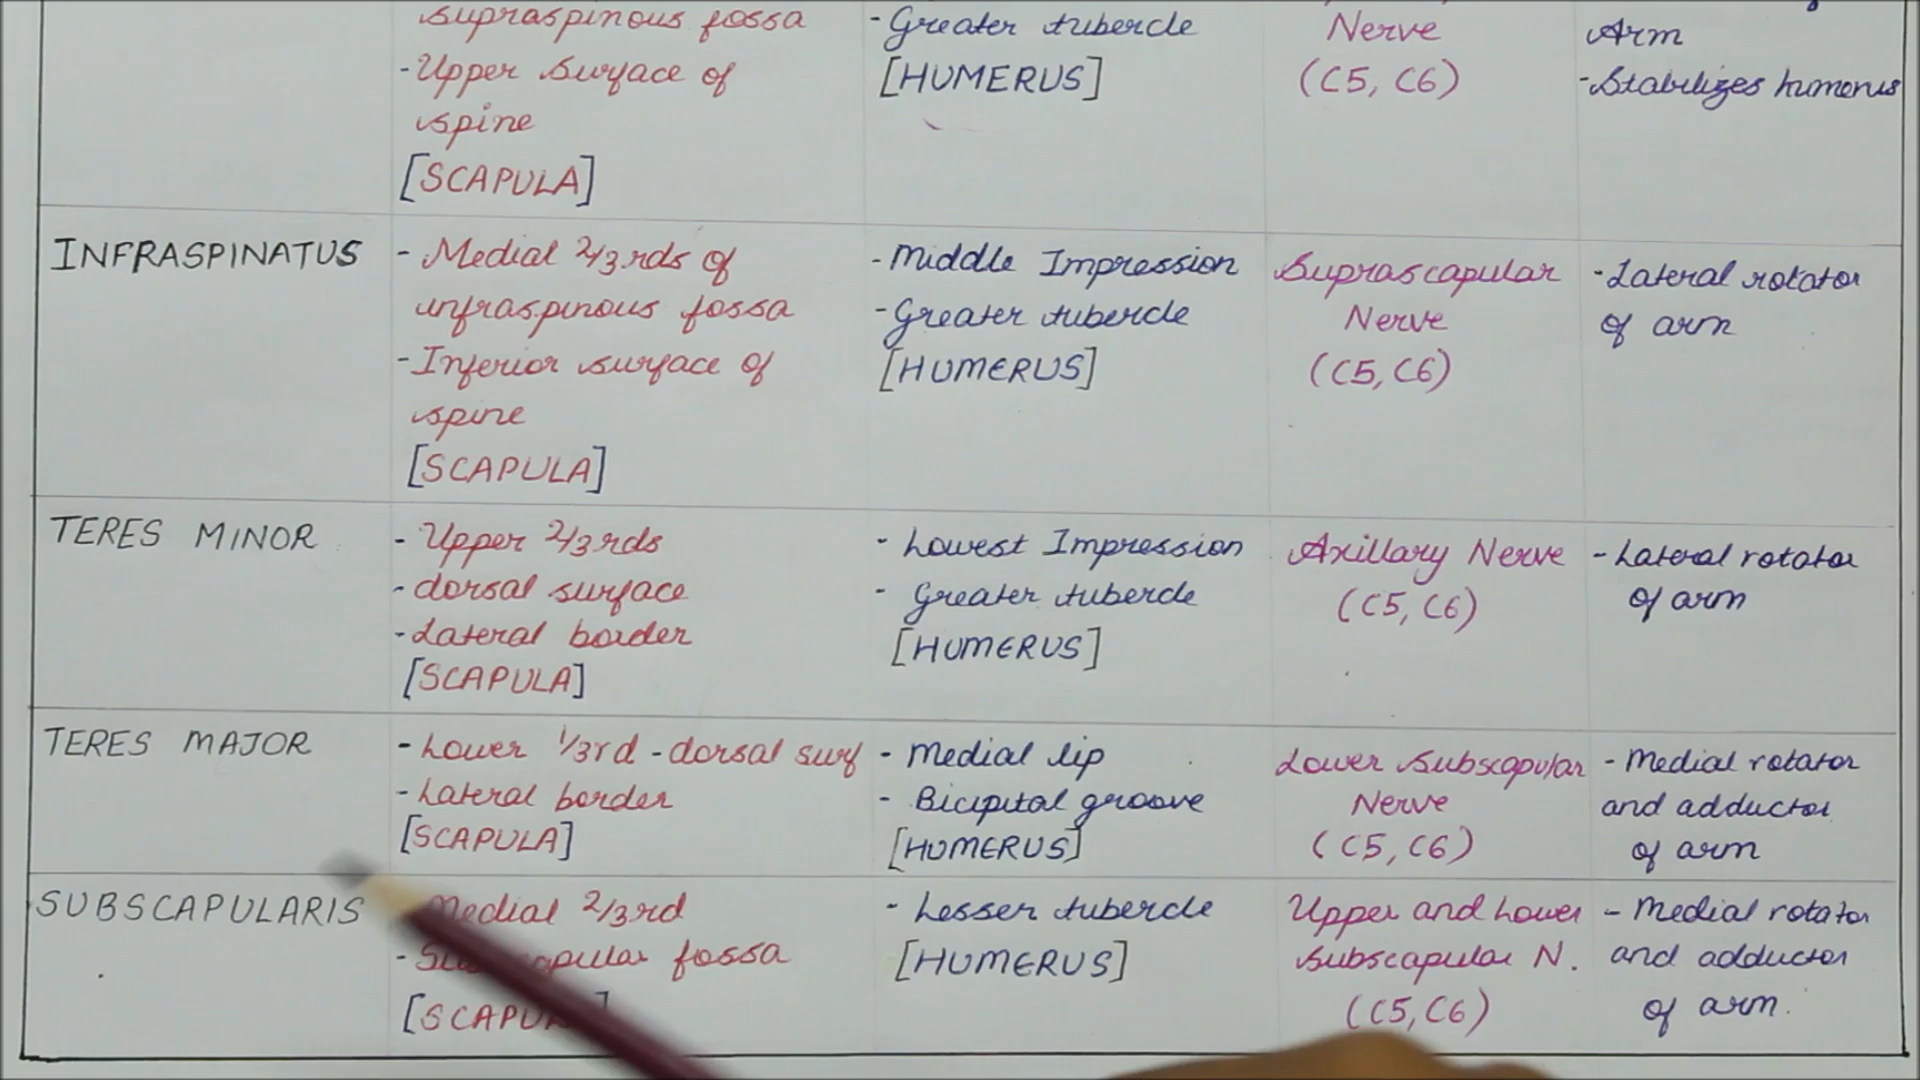 supraspinous fossa
- Upper surface of
spine
[SCAPULA]
- Greater tubercle
[HUMERUS]
Nerve
(C5, C6)
Arm
- Stabilizes humerus
INFRASPINATUS
- Medial 2/3rds of
infraspinous fossa
- Inferior surface of
spine
[SCAPULA]
- Middle Impression
- Greater tubercle
[HUMERUS]
Suprascapular
Nerve
(C5, C6)
- Lateral rotator
of arm
TERES MINOR
- Upper 2/3rds
- dorsal surface
- Lateral border
[SCAPULA]
- Lowest Impression
- Greater tubercle
[HUMERUS]
Axillary Nerve
(C5, C6)
- Lateral rotator
of arm
TERES MAJOR
- Lower 1/3rd - dorsal surf
- Lateral border
[SCAPULA]
- Medial lip
- Bicipital groove
[HUMERUS]
Lower Subscapular
Nerve
(C5, C6)
- Medial rotator
and adductor
of arm
SUBSCAPULARIS
Medial 2/3rd
- Subscapular fossa
[SCAPULA]
- Lesser tubercle
[HUMERUS]
Upper and Lower
Subscapular N.
(C5, C6)
- Medial rotator
and adductor
of arm.